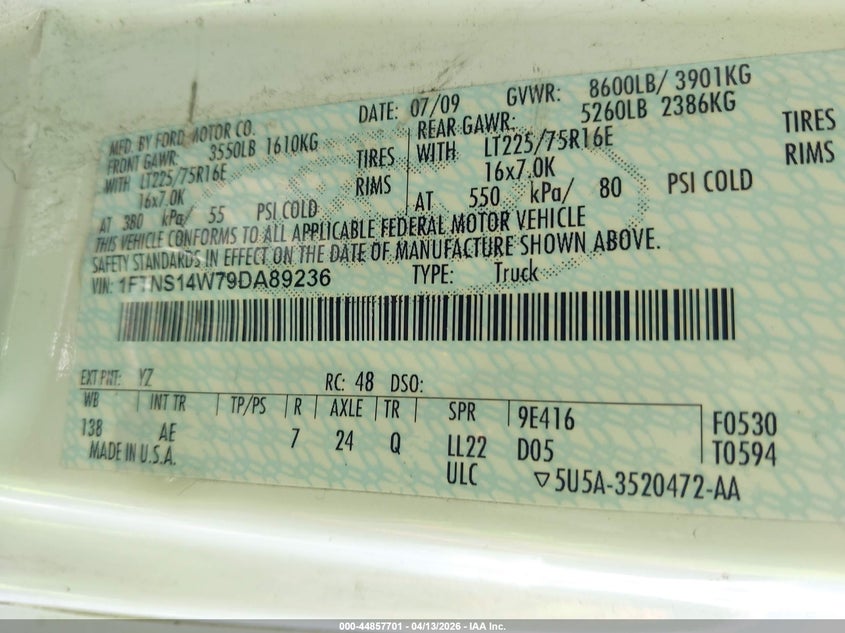 MFD. BY FORD MOTOR CO. DATE: 07/09 GVWR: 8600LB/ 3901KG
FRONT GAWR: 3550LB 1610KG REAR GAWR: 5260LB 2386KG
WITH LT225/75R16E TIRES WITH LT225/75R16E TIRES
16x7.0K RIMS 16x7.0K RIMS
AT 380 kPa/ 55 PSI COLD AT 550 kPa/ 80 PSI COLD
THIS VEHICLE CONFORMS TO ALL APPLICABLE FEDERAL MOTOR VEHICLE
SAFETY STANDARDS IN EFFECT ON THE DATE OF MANUFACTURE SHOWN ABOVE.
VIN: 1FTNS14W79DA89236 TYPE: Truck
EXT PNT: YZ RC: 48 DSO:
WB INT TR TP/PS R AXLE TR SPR 9E416 F0530
138 AE 7 24 Q LL22 D05 T0594
MADE IN U.S.A. ULC ▽5U5A-3520472-AA
000-44857701 - 04/13/2026 - IAA Inc.